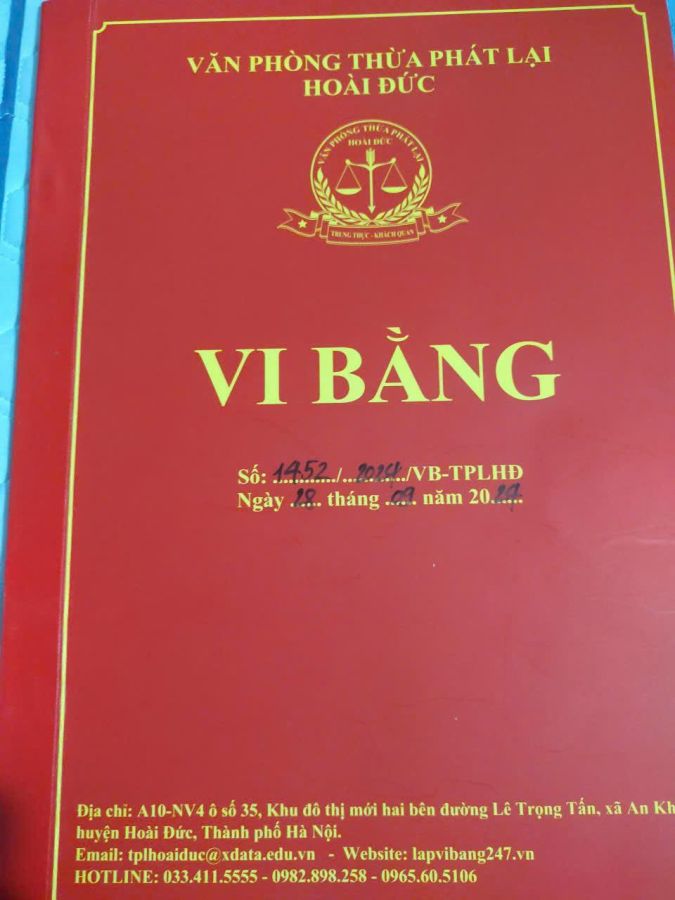 VĂN PHÒNG THỪA PHÁT LẠI
HOÀI ĐỨC
VĂN PHÒNG THỪA PHÁT LẠI
HOÀI ĐỨC
TRUNG THỰC - KHÁCH QUAN
VI BẰNG
Số: 1452/2024/VB-TPLHĐ
Ngày 28 tháng 09 năm 2024
Địa chỉ: A10-NV4 ô số 35, Khu đô thị mới hai bên đường Lê Trọng Tấn, xã An Kh
huyện Hoài Đức, Thành phố Hà Nội.
Email: tplhoaiduc@xdata.edu.vn - Website: lapvibang247.vn
HOTLINE: 033.411.5555 - 0982.898.258 - 0965.60.5106